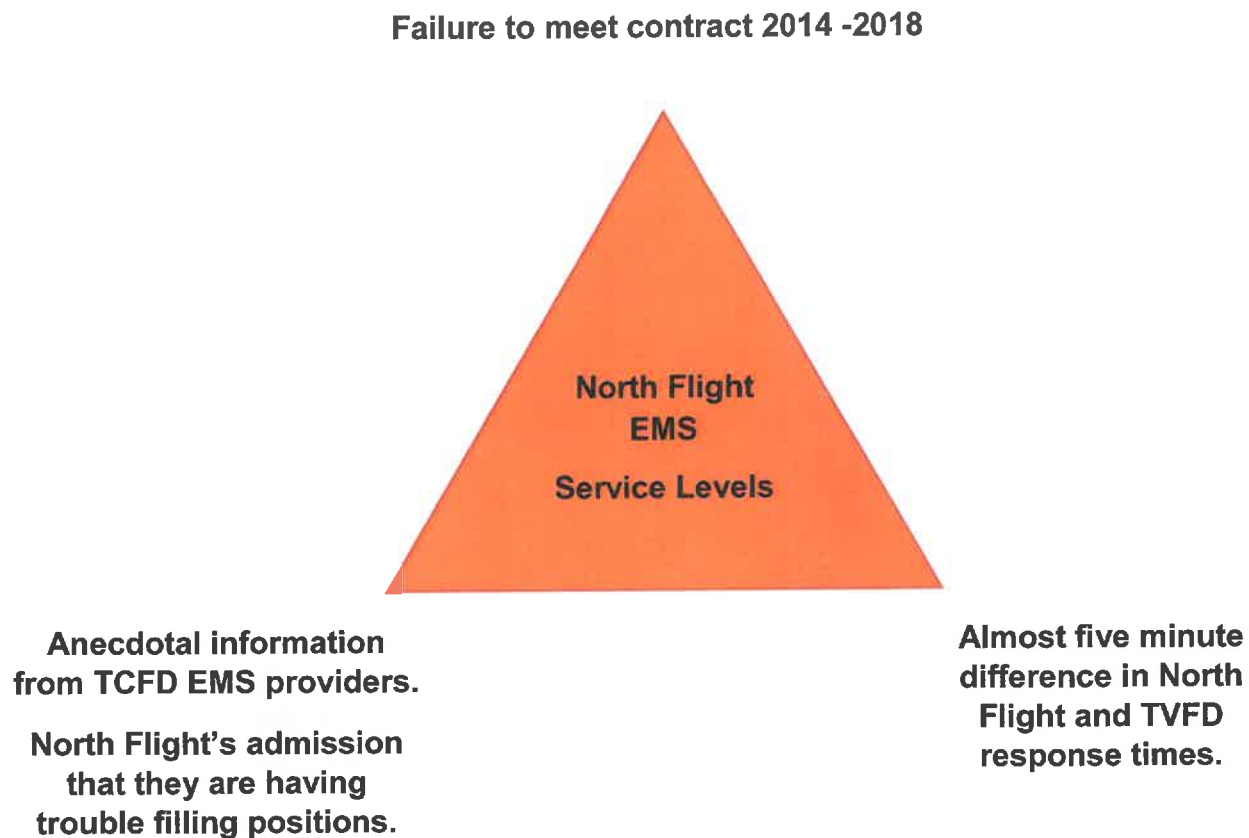 Failure to meet contract 2014 -2018
North Flight
EMS
Service Levels
Anecdotal information
from TCFD EMS providers.
North Flight's admission
that they are having
trouble filling positions.
Almost five minute
difference in North
Flight and TVFD
response times.